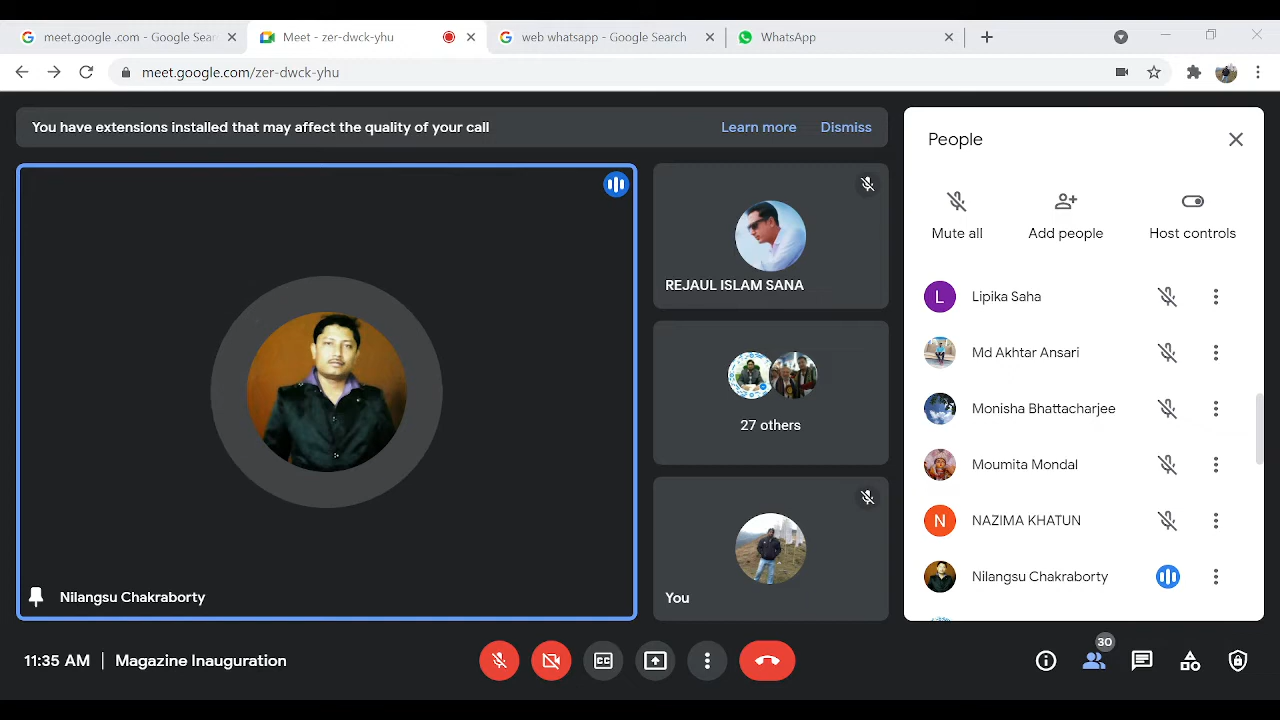 meet.google .com - Google Sear
Meet - zer-dwck-yhu
web whatsapp - Google Search
WhatsApp
meet.google.com/zer-dwck-yhu
You have extensions installed that may affect the quality of your call
Learn more
Dismiss
People
Mute all
Add people
Host controls
REJAUL ISLAM SANA
27 others
You
Nilangsu Chakraborty
L
Lipika Saha
Md Akhtar Ansari
Monisha Bhattacharjee
Moumita Mondal
N
NAZIMA KHATUN
Nilangsu Chakraborty
11:35 AM | Magazine Inauguration
CC
30